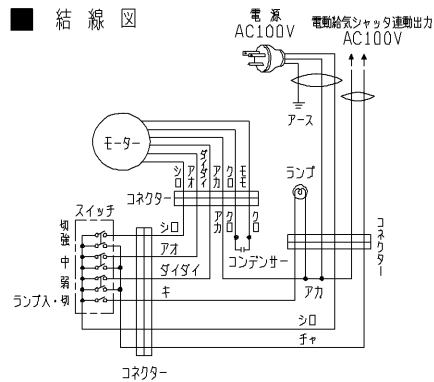 ■ 結線図
電源
AC100V
電動給気シャッタ連動出力
AC100V
アース
モーター
シロ
アオ
ダイダイ
アカ
クロ
モモ
ランプ
コネクター
スイッチ
切
強
中
弱
ランプ入・切
シロ
アオ
ダイダイ
キ
アカ
クロ
クロ
コンデンサー
コネクター
アカ
シロ
チャ
コネクター